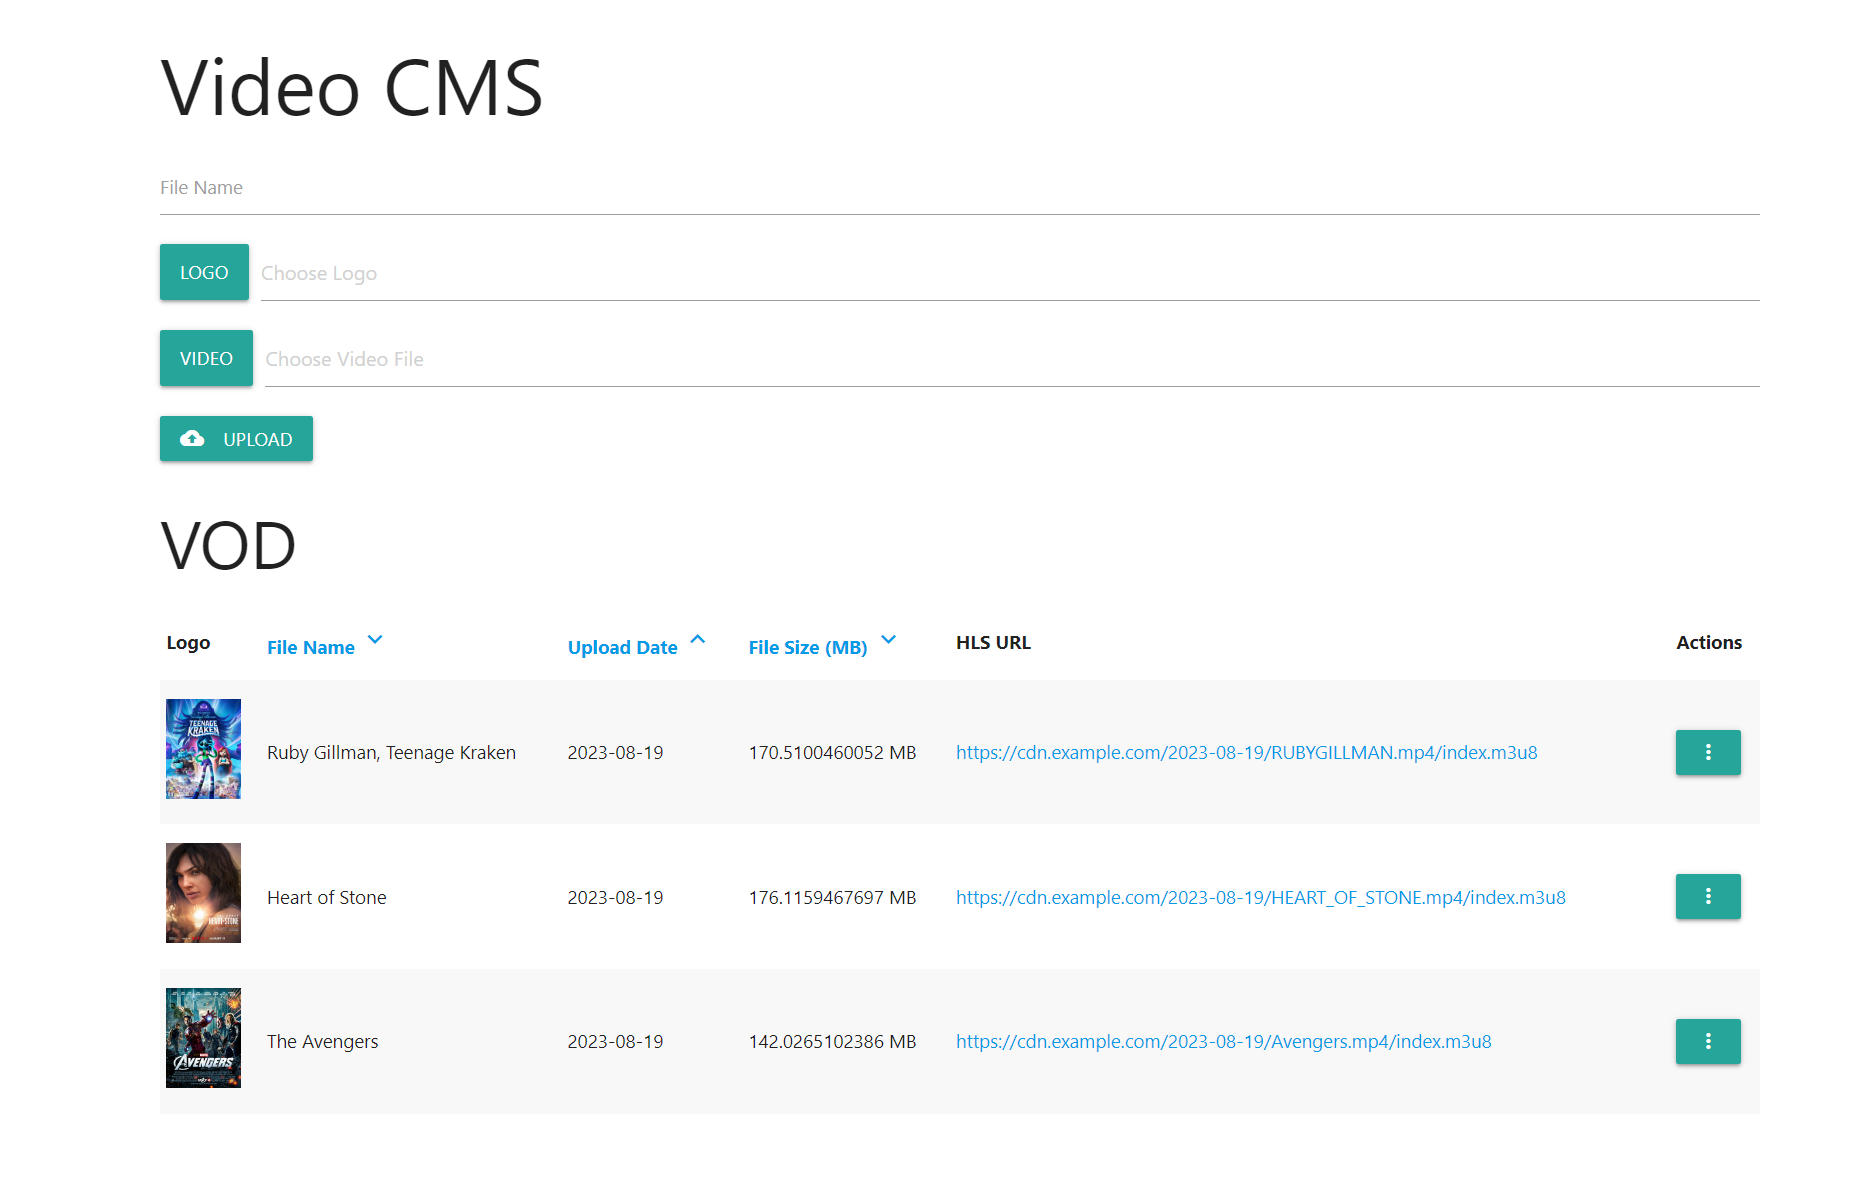 Video CMS
File Name
LOGO Choose Logo
VIDEO Choose Video File
UPLOAD
VOD
Logo File Name Upload Date File Size (MB) HLS URL Actions
TEENAGE
KRAKEN
Ruby Gillman, Teenage Kraken 2023-08-19 170.5100460052 MB https://cdn.example.com/2023-08-19/RUBYGILLMAN.mp4/index.m3u8
HEART OF STONE
Heart of Stone 2023-08-19 176.1159467697 MB https://cdn.example.com/2023-08-19/HEART_OF_STONE.mp4/index.m3u8
AVENGERS
The Avengers 2023-08-19 142.0265102386 MB https://cdn.example.com/2023-08-19/Avengers.mp4/index.m3u8